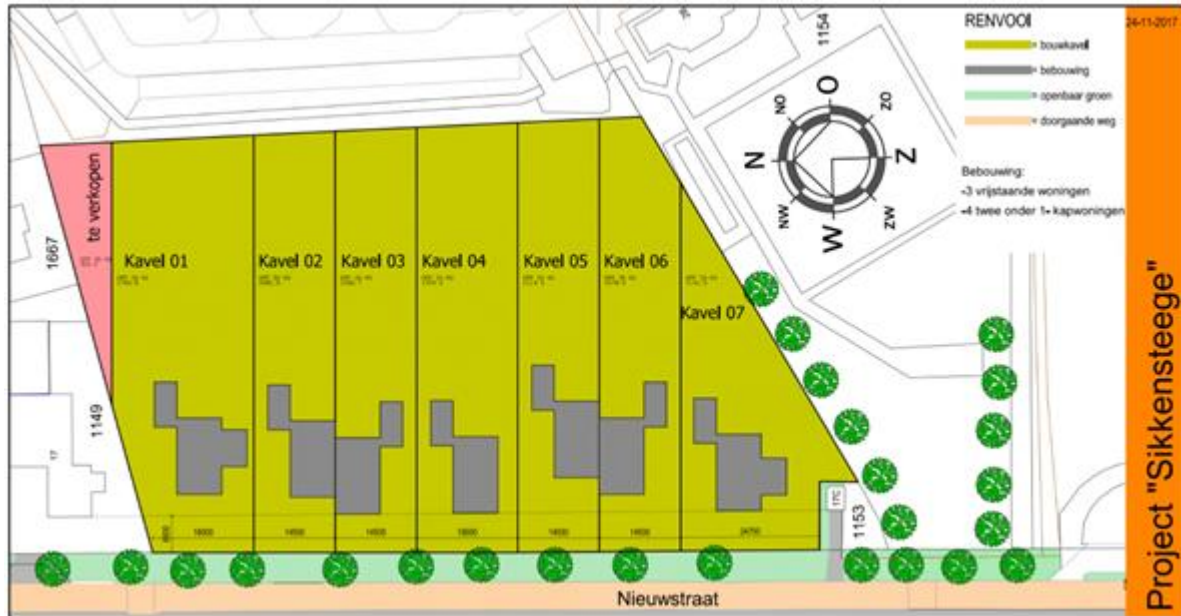 RENVOOI
= bouwkavel
= bebouwing
= openbaar groen
= doorgaande weg
24-11-2017
Bebouwing:
-3 vrijstaande woningen
-4 twee onder 1- kapwoningen
1154
O
NO
ZO
N
Z
NW
ZW
W
te verkopen
1667
Kavel 01
Kavel 02
Kavel 03
Kavel 04
Kavel 05
Kavel 06
Kavel 07
1149
17
17C
1153
14500
24750
Nieuwstraat
Project "Sikkensteege"